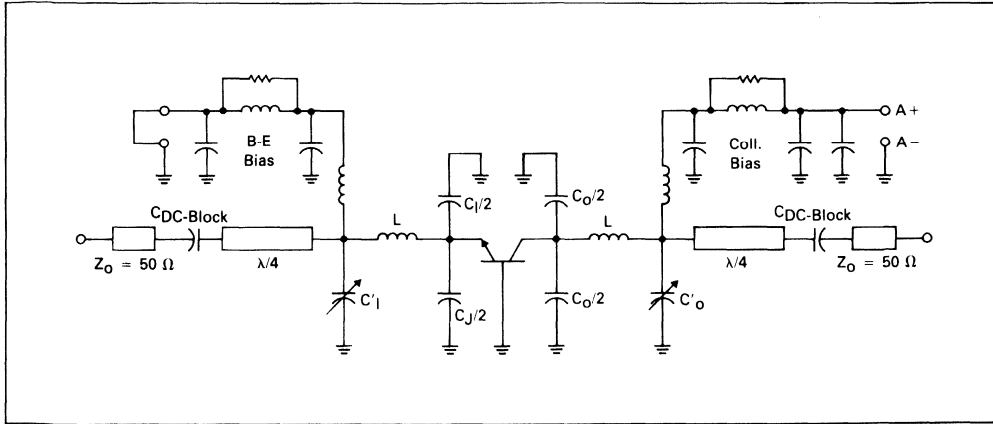 B-E
Bias
Coll.
Bias
A+
A−
C_DC-Block
Z_O = 50 Ω
λ/4
C'_I
L
C_I/2
C_J/2
C_O/2
C_O/2
L
C'_O
λ/4
C_DC-Block
Z_O = 50 Ω